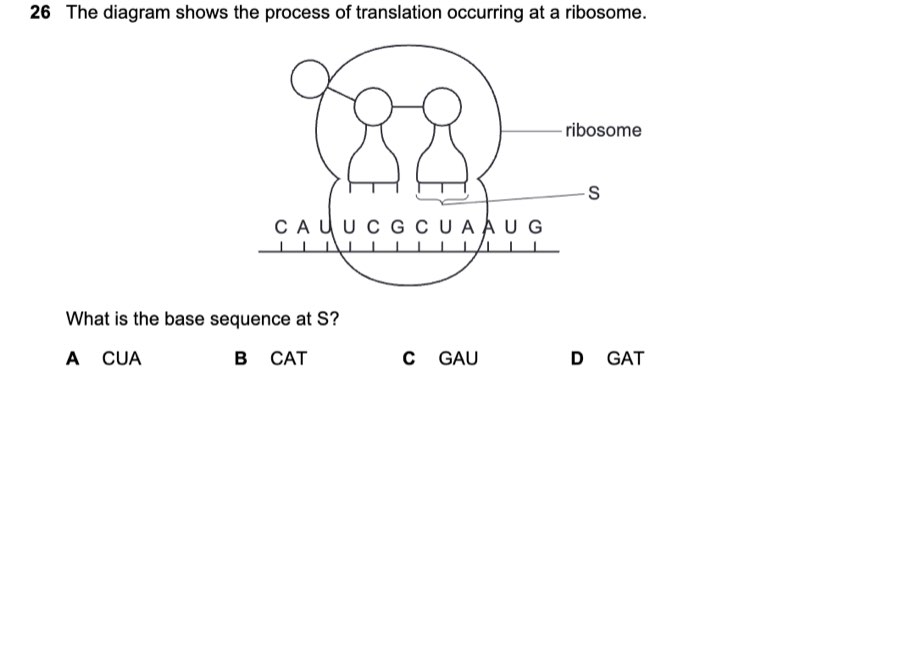 26 The diagram shows the process of translation occurring at a ribosome.
ribosome
S
C A U U C G C U A A U G
What is the base sequence at S?
A CUA B CAT C GAU D GAT